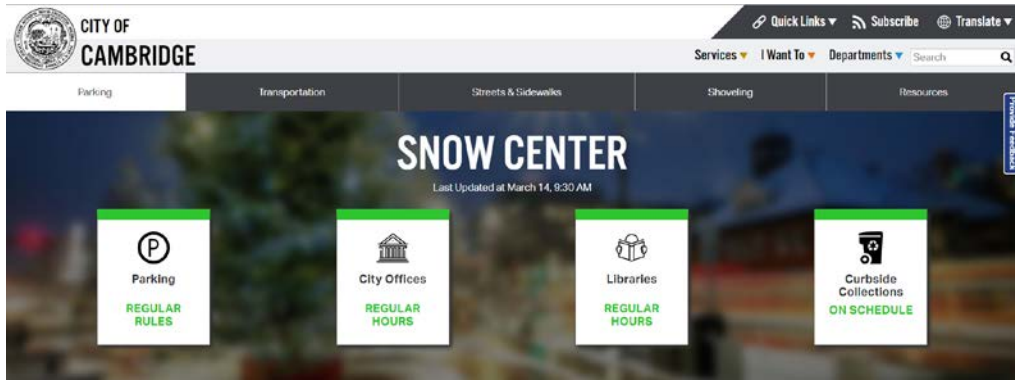 CITY OF
CAMBRIDGE
Quick Links
Subscribe
Translate
Services
I Want To
Departments
Search
Parking
Transportation
Streets & Sidewalks
Shoveling
Resources
Provide Feedback
SNOW CENTER
Last Updated at March 14, 9:30 AM
P
Parking
REGULAR
RULES
City Offices
REGULAR
HOURS
Libraries
REGULAR
HOURS
Curbside
Collections
ON SCHEDULE